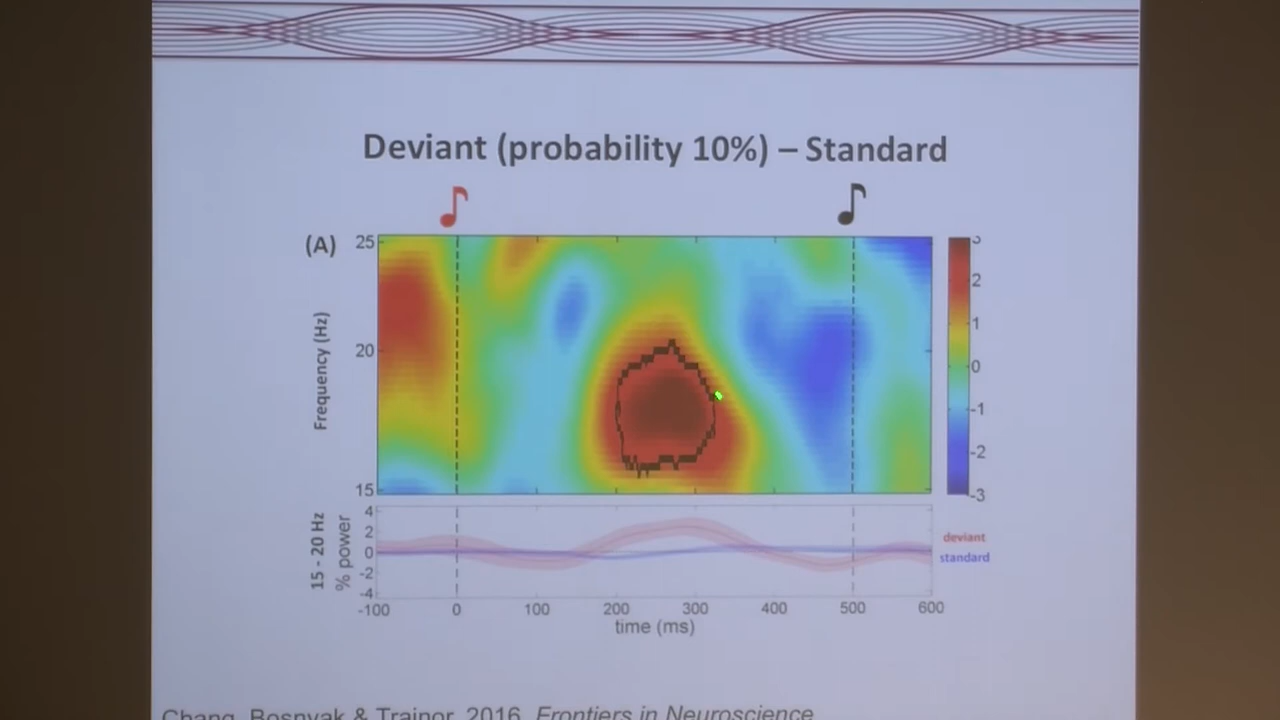 Deviant (probability 10%) – Standard
(A)
25
20
15
Frequency (Hz)
3
2
1
0
-1
-2
-3
15 - 20 Hz
% power
4
2
0
-2
-4
deviant
standard
-100 0 100 200 300 400 500 600
time (ms)
Chang, Bosnyak & Trainor, 2016, Frontiers in Neuroscience